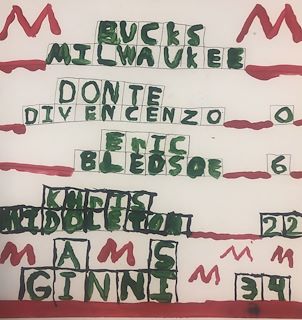 M BUCKS M
MILWAUKEE
DONTE
DIVENCENZO 0
ERIC
BLEDSOE 6
KHRIS
MIDDLETON 22
M A M S M M
GINNI M 34